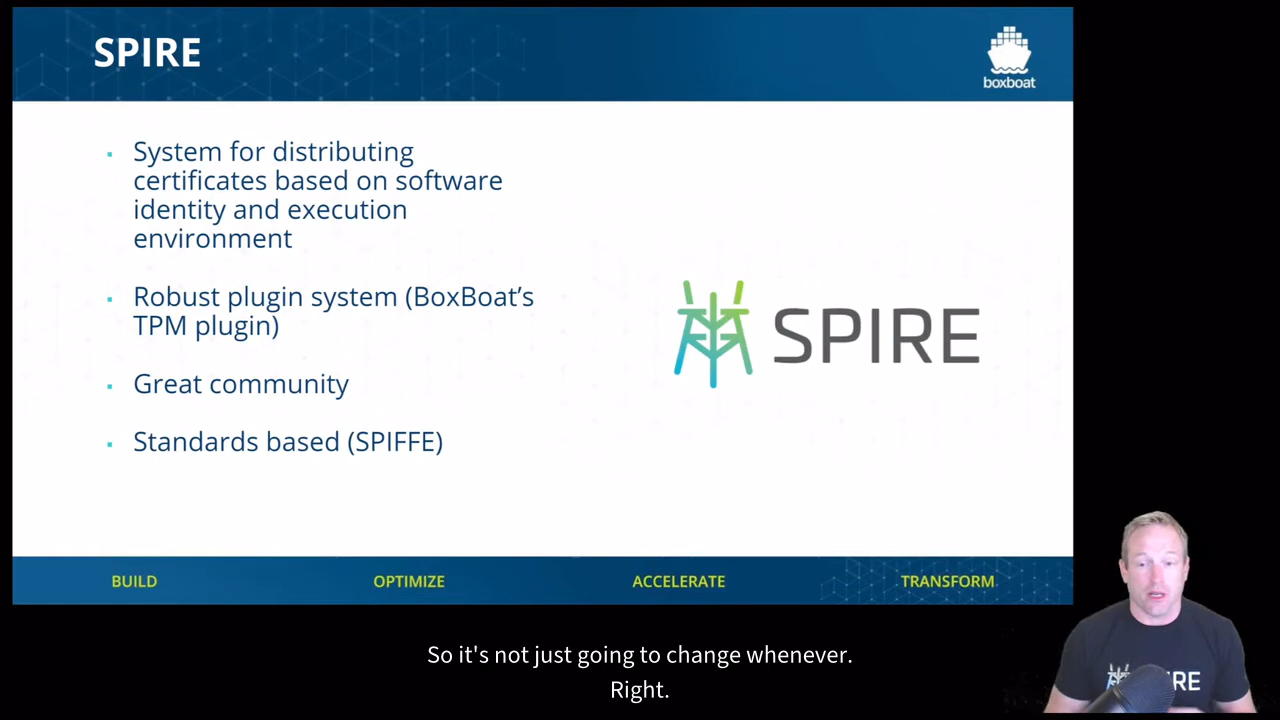 SPIRE
boxboat
System for distributing
certificates based on software
identity and execution
environment
Robust plugin system (BoxBoat's
TPM plugin)
Great community
Standards based (SPIFFE)
SPIRE
BUILD
OPTIMIZE
ACCELERATE
TRANSFORM
So it's not just going to change whenever.
Right.